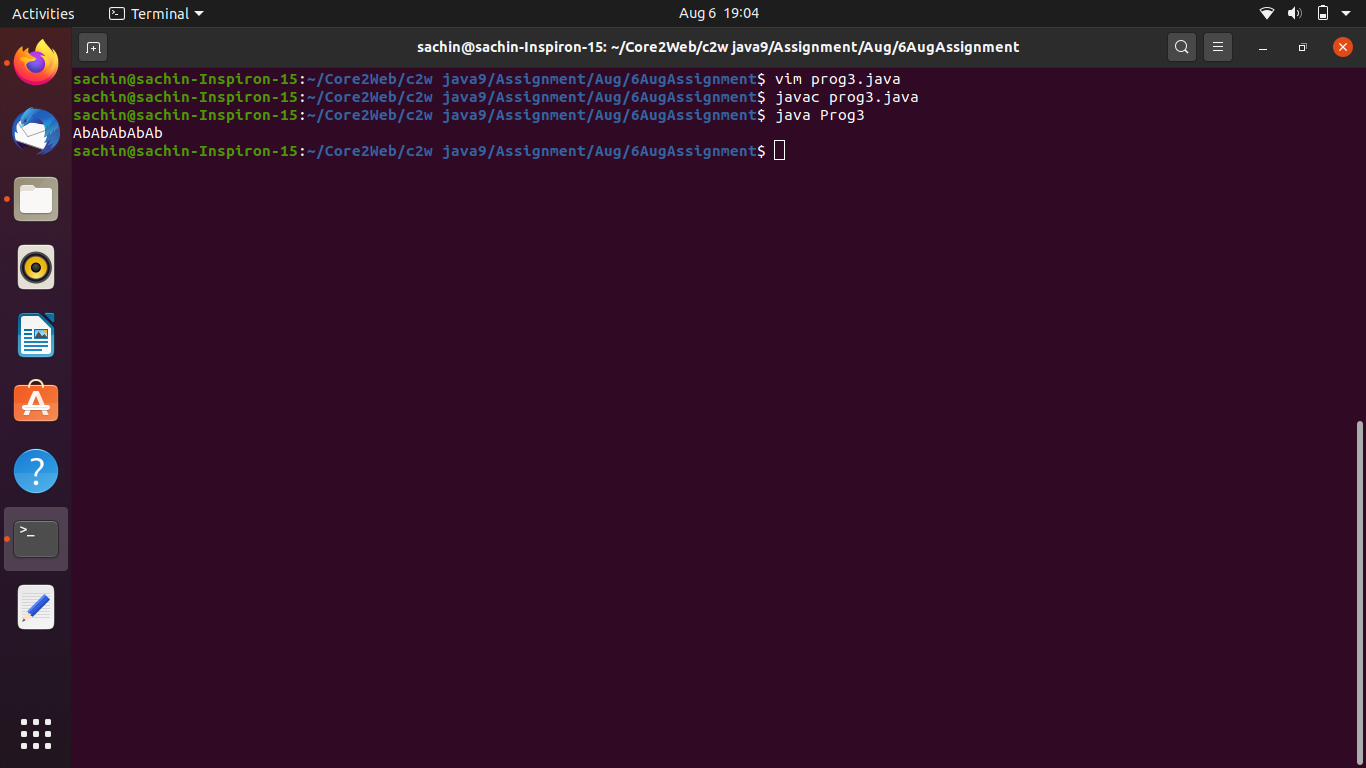 Activities Terminal Aug 6 19:04
sachin@sachin-Inspiron-15: ~/Core2Web/c2w java9/Assignment/Aug/6AugAssignment
sachin@sachin-Inspiron-15:~/Core2Web/c2w java9/Assignment/Aug/6AugAssignment$ vim prog3.java
sachin@sachin-Inspiron-15:~/Core2Web/c2w java9/Assignment/Aug/6AugAssignment$ javac prog3.java
sachin@sachin-Inspiron-15:~/Core2Web/c2w java9/Assignment/Aug/6AugAssignment$ java Prog3
AbAbAbAbAb
sachin@sachin-Inspiron-15:~/Core2Web/c2w java9/Assignment/Aug/6AugAssignment$